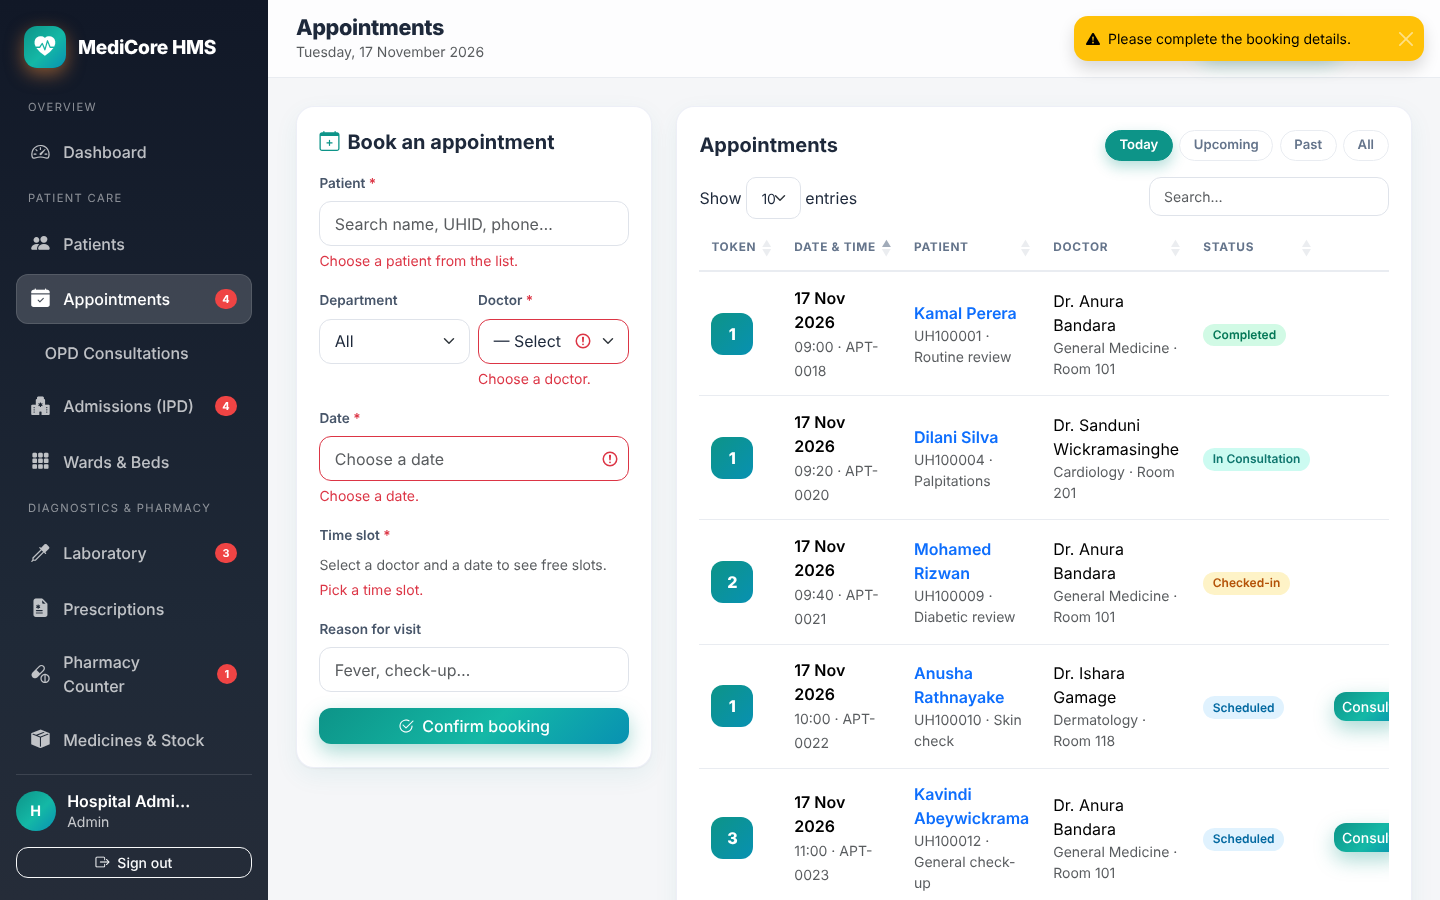 MediCore HMS
OVERVIEW
Dashboard
PATIENT CARE
Patients
Appointments 4
OPD Consultations
Admissions (IPD) 4
Wards & Beds
DIAGNOSTICS & PHARMACY
Laboratory 3
Prescriptions
Pharmacy
Counter 1
Medicines & Stock
H
Hospital Admi...
Admin
Sign out
Appointments
Tuesday, 17 November 2026
Please complete the booking details.
Book an appointment
Patient *
Search name, UHID, phone...
Choose a patient from the list.
Department Doctor *
All — Select
Choose a doctor.
Date *
Choose a date
Choose a date.
Time slot *
Select a doctor and a date to see free slots.
Pick a time slot.
Reason for visit
Fever, check-up...
Confirm booking
Appointments
Today Upcoming Past All
Show 10 entries
Search...
TOKEN DATE & TIME PATIENT DOCTOR STATUS
1
17 Nov
2026
09:00 · APT-
0018
Kamal Perera
UH100001 ·
Routine review
Dr. Anura
Bandara
General Medicine ·
Room 101
Completed
1
17 Nov
2026
09:20 · APT-
0020
Dilani Silva
UH100004 ·
Palpitations
Dr. Sanduni
Wickramasinghe
Cardiology · Room
201
In Consultation
2
17 Nov
2026
09:40 · APT-
0021
Mohamed
Rizwan
UH100009 ·
Diabetic review
Dr. Anura
Bandara
General Medicine ·
Room 101
Checked-in
1
17 Nov
2026
10:00 · APT-
0022
Anusha
Rathnayake
UH100010 · Skin
check
Dr. Ishara
Gamage
Dermatology ·
Room 118
Scheduled
Consul
3
17 Nov
2026
11:00 · APT-
0023
Kavindi
Abeywickrama
UH100012 ·
General check-
up
Dr. Anura
Bandara
General Medicine ·
Room 101
Scheduled
Consul